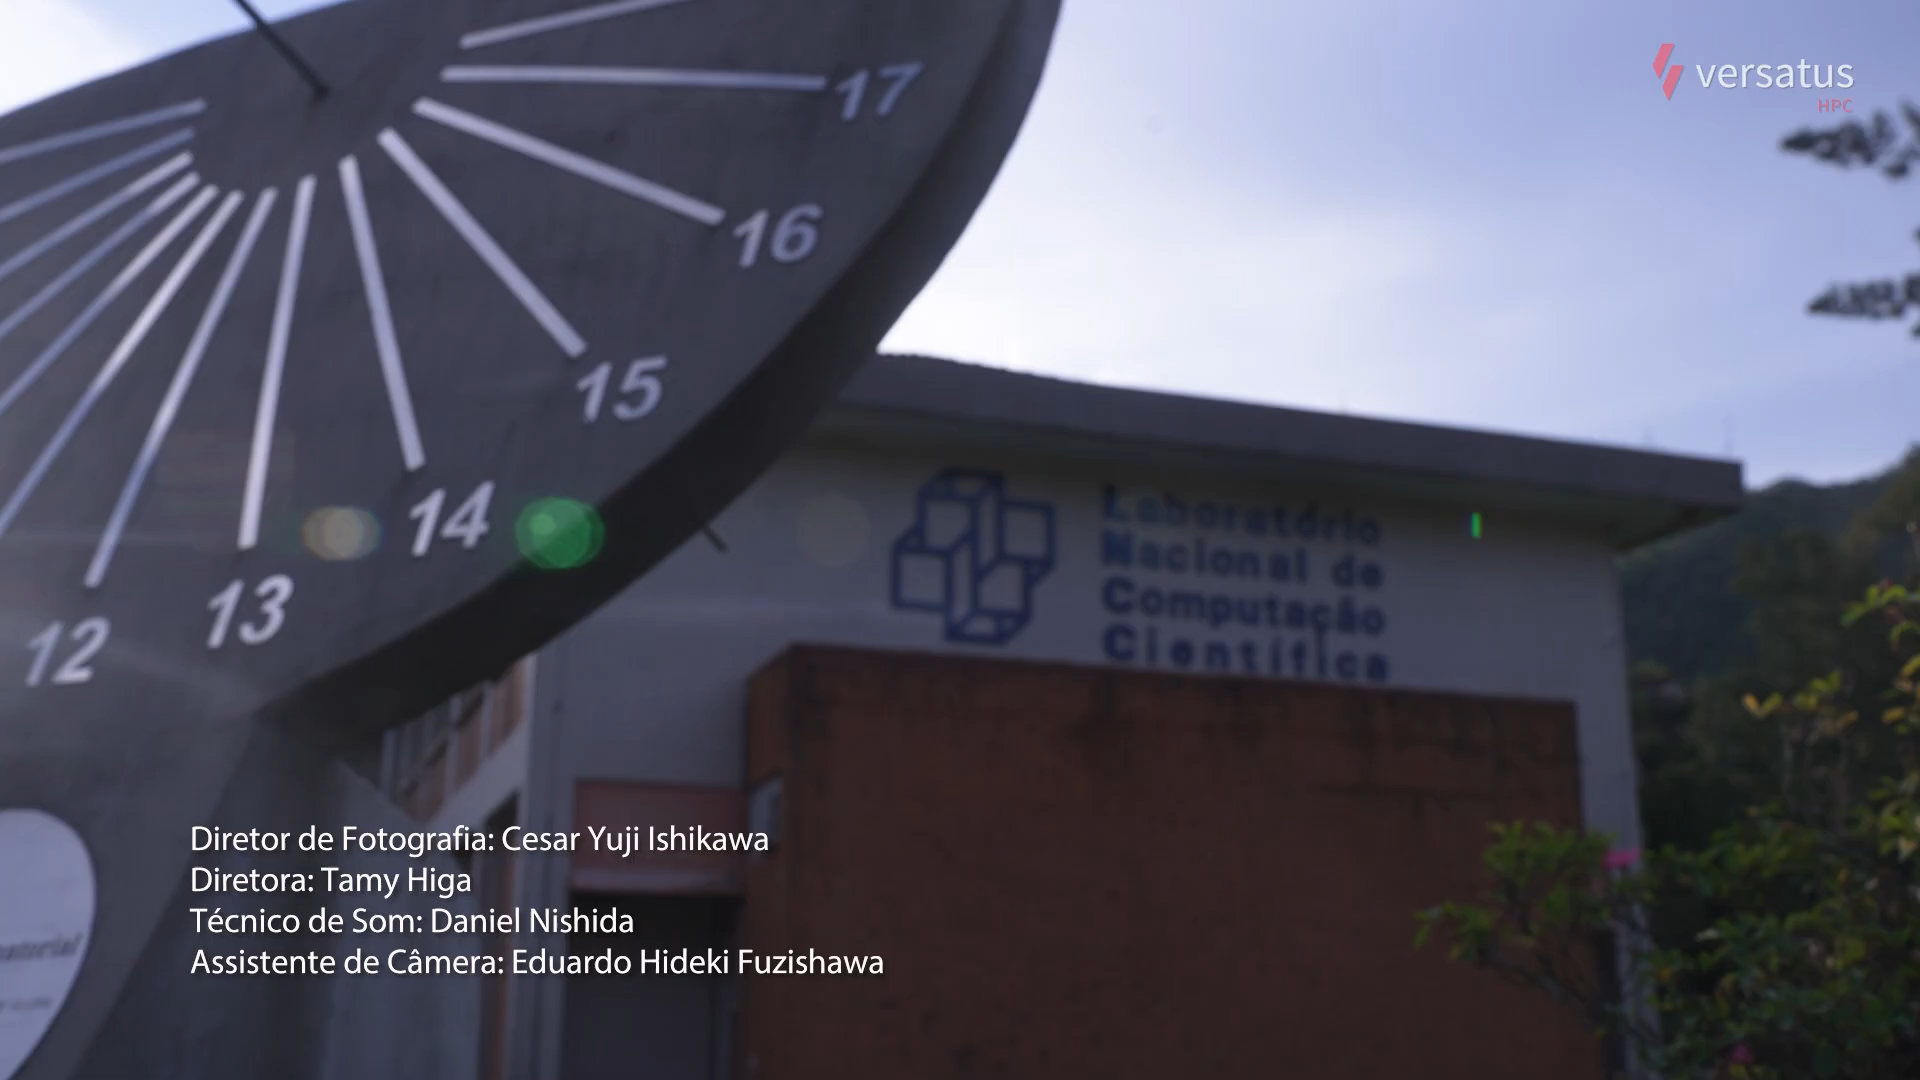 versatus
HPC
17
16
15
14
13
12
Laboratório
Nacional de
Computação
Científica
Diretor de Fotografia: Cesar Yuji Ishikawa
Diretora: Tamy Higa
Técnico de Som: Daniel Nishida
Assistente de Câmera: Eduardo Hideki Fuzishawa